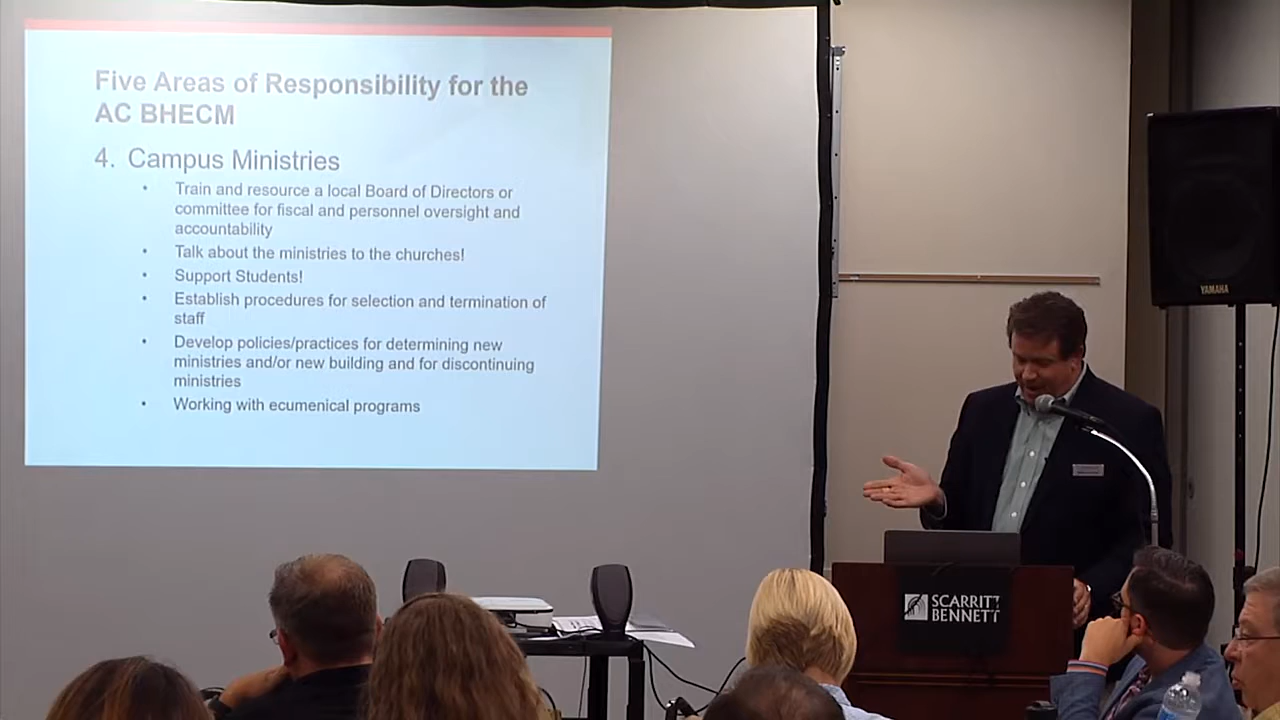 Five Areas of Responsibility for the
AC BHECM
4. Campus Ministries
• Train and resource a local Board of Directors or
committee for fiscal and personnel oversight and
accountability
• Talk about the ministries to the churches!
• Support Students!
• Establish procedures for selection and termination of
staff
• Develop policies/practices for determining new
ministries and/or new building and for discontinuing
ministries
• Working with ecumenical programs
YAMAHA
SCARRITT
BENNETT